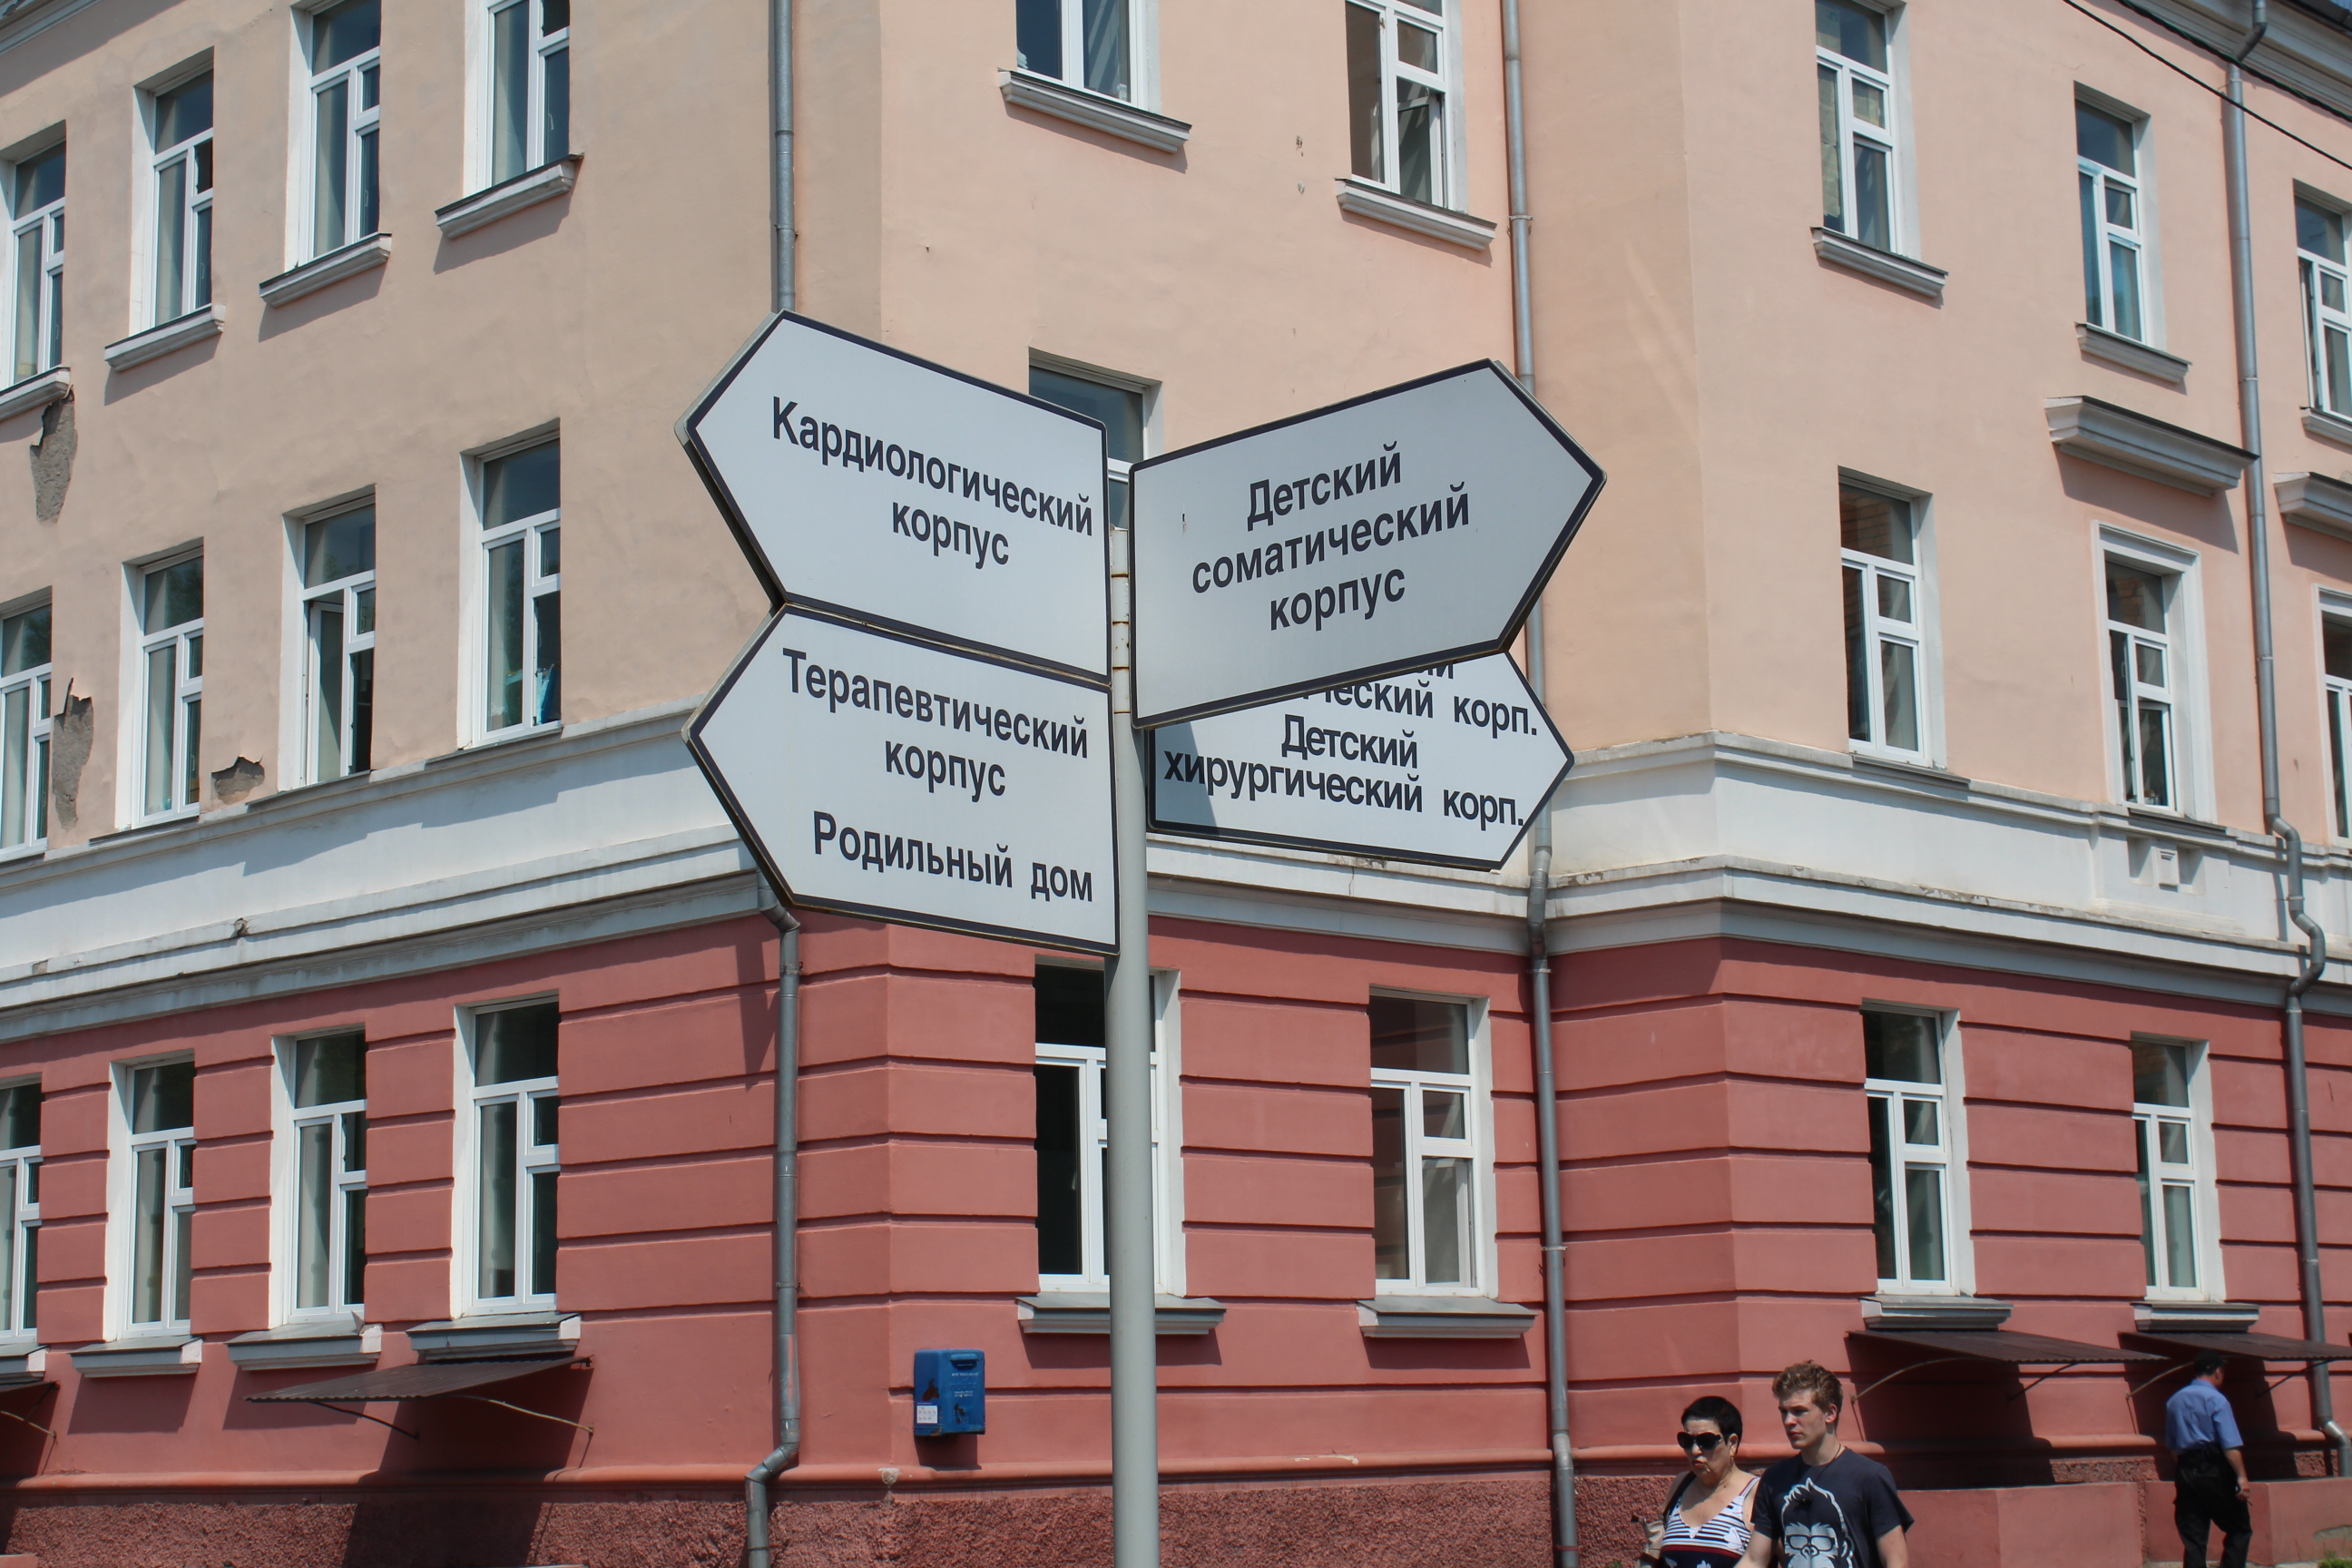 Кардиологический
корпус
Терапевтический
корпус
Родильный дом
Детский
соматический
корпус
корп.
Детский
хирургический корп.